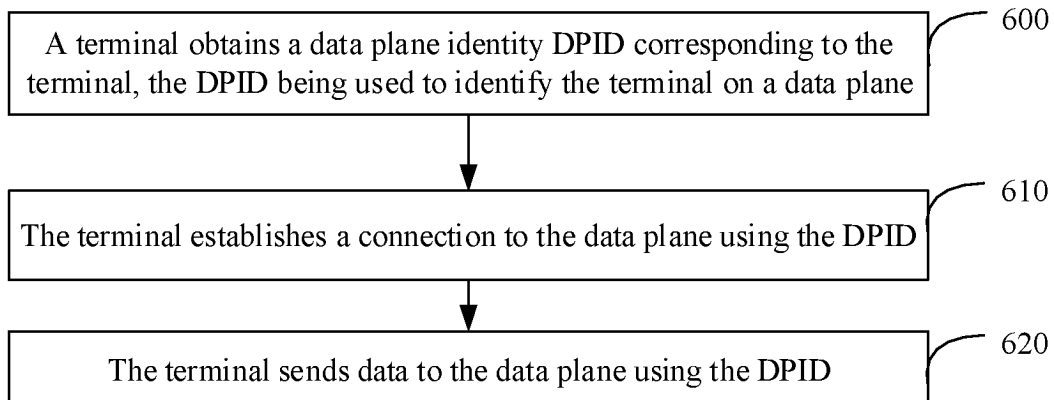 600
A terminal obtains a data plane identity DPID corresponding to the
terminal, the DPID being used to identify the terminal on a data plane
610
The terminal establishes a connection to the data plane using the DPID
620
The terminal sends data to the data plane using the DPID